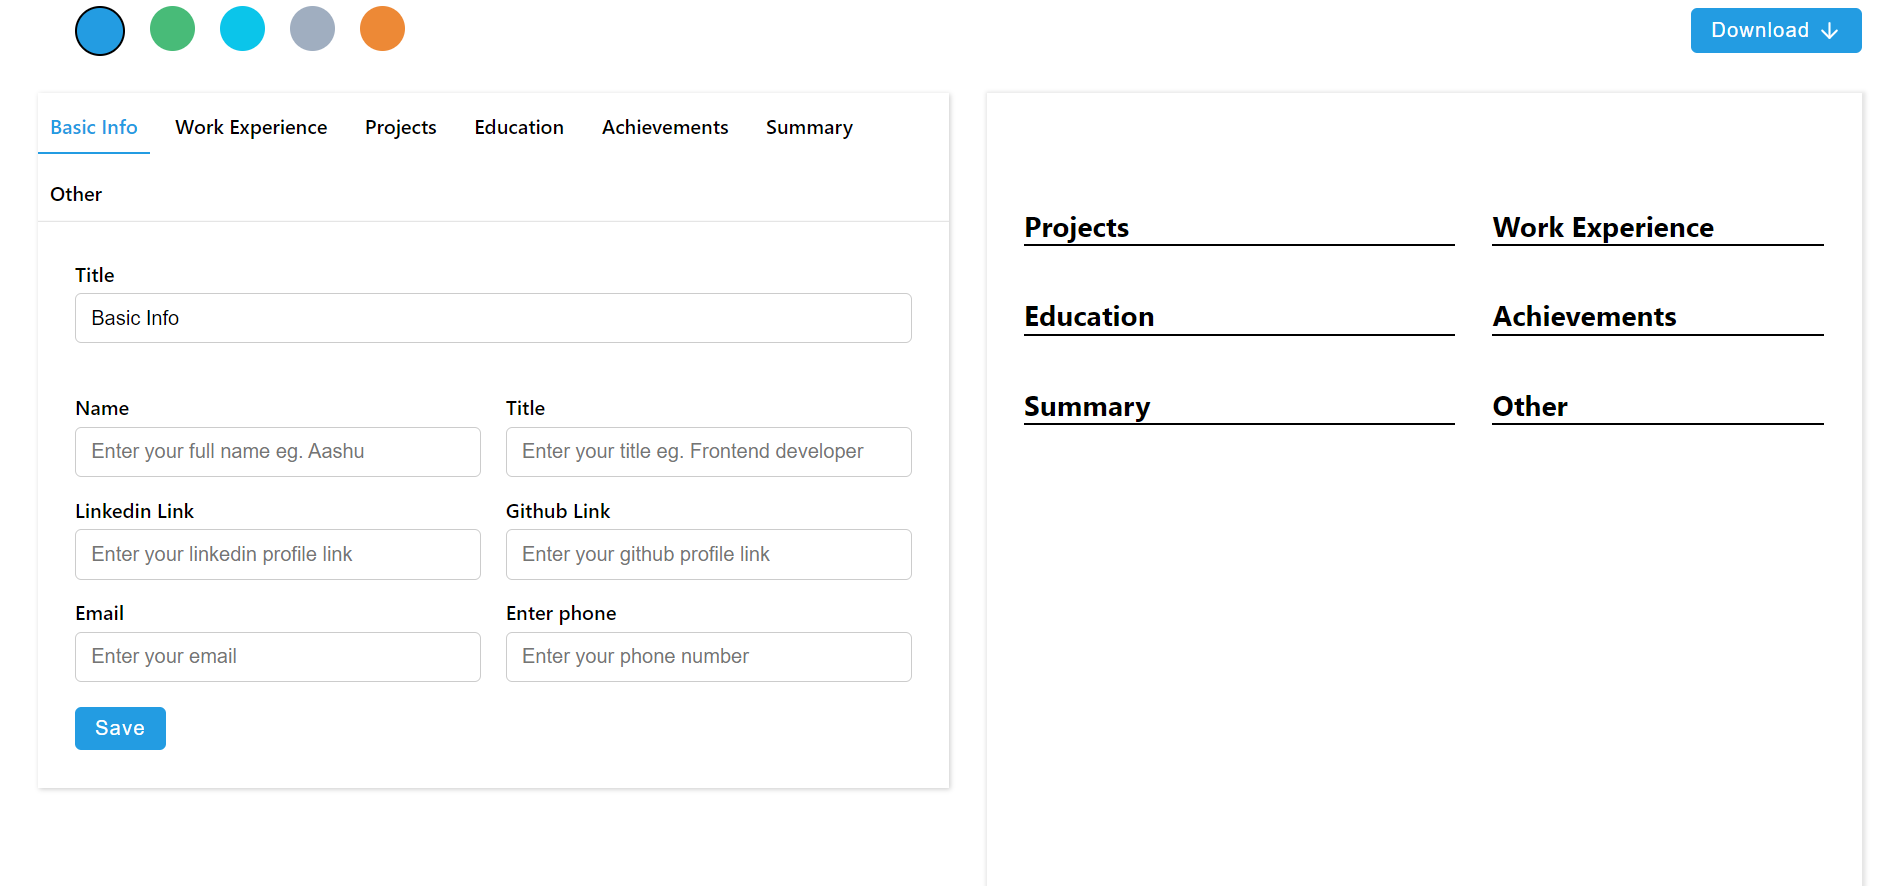 Download
Basic Info Work Experience Projects Education Achievements Summary
Other
Title
Basic Info
Name Title
Enter your full name eg. Aashu Enter your title eg. Frontend developer
Linkedin Link Github Link
Enter your linkedin profile link Enter your github profile link
Email Enter phone
Enter your email Enter your phone number
Save
Projects Work Experience
Education Achievements
Summary Other